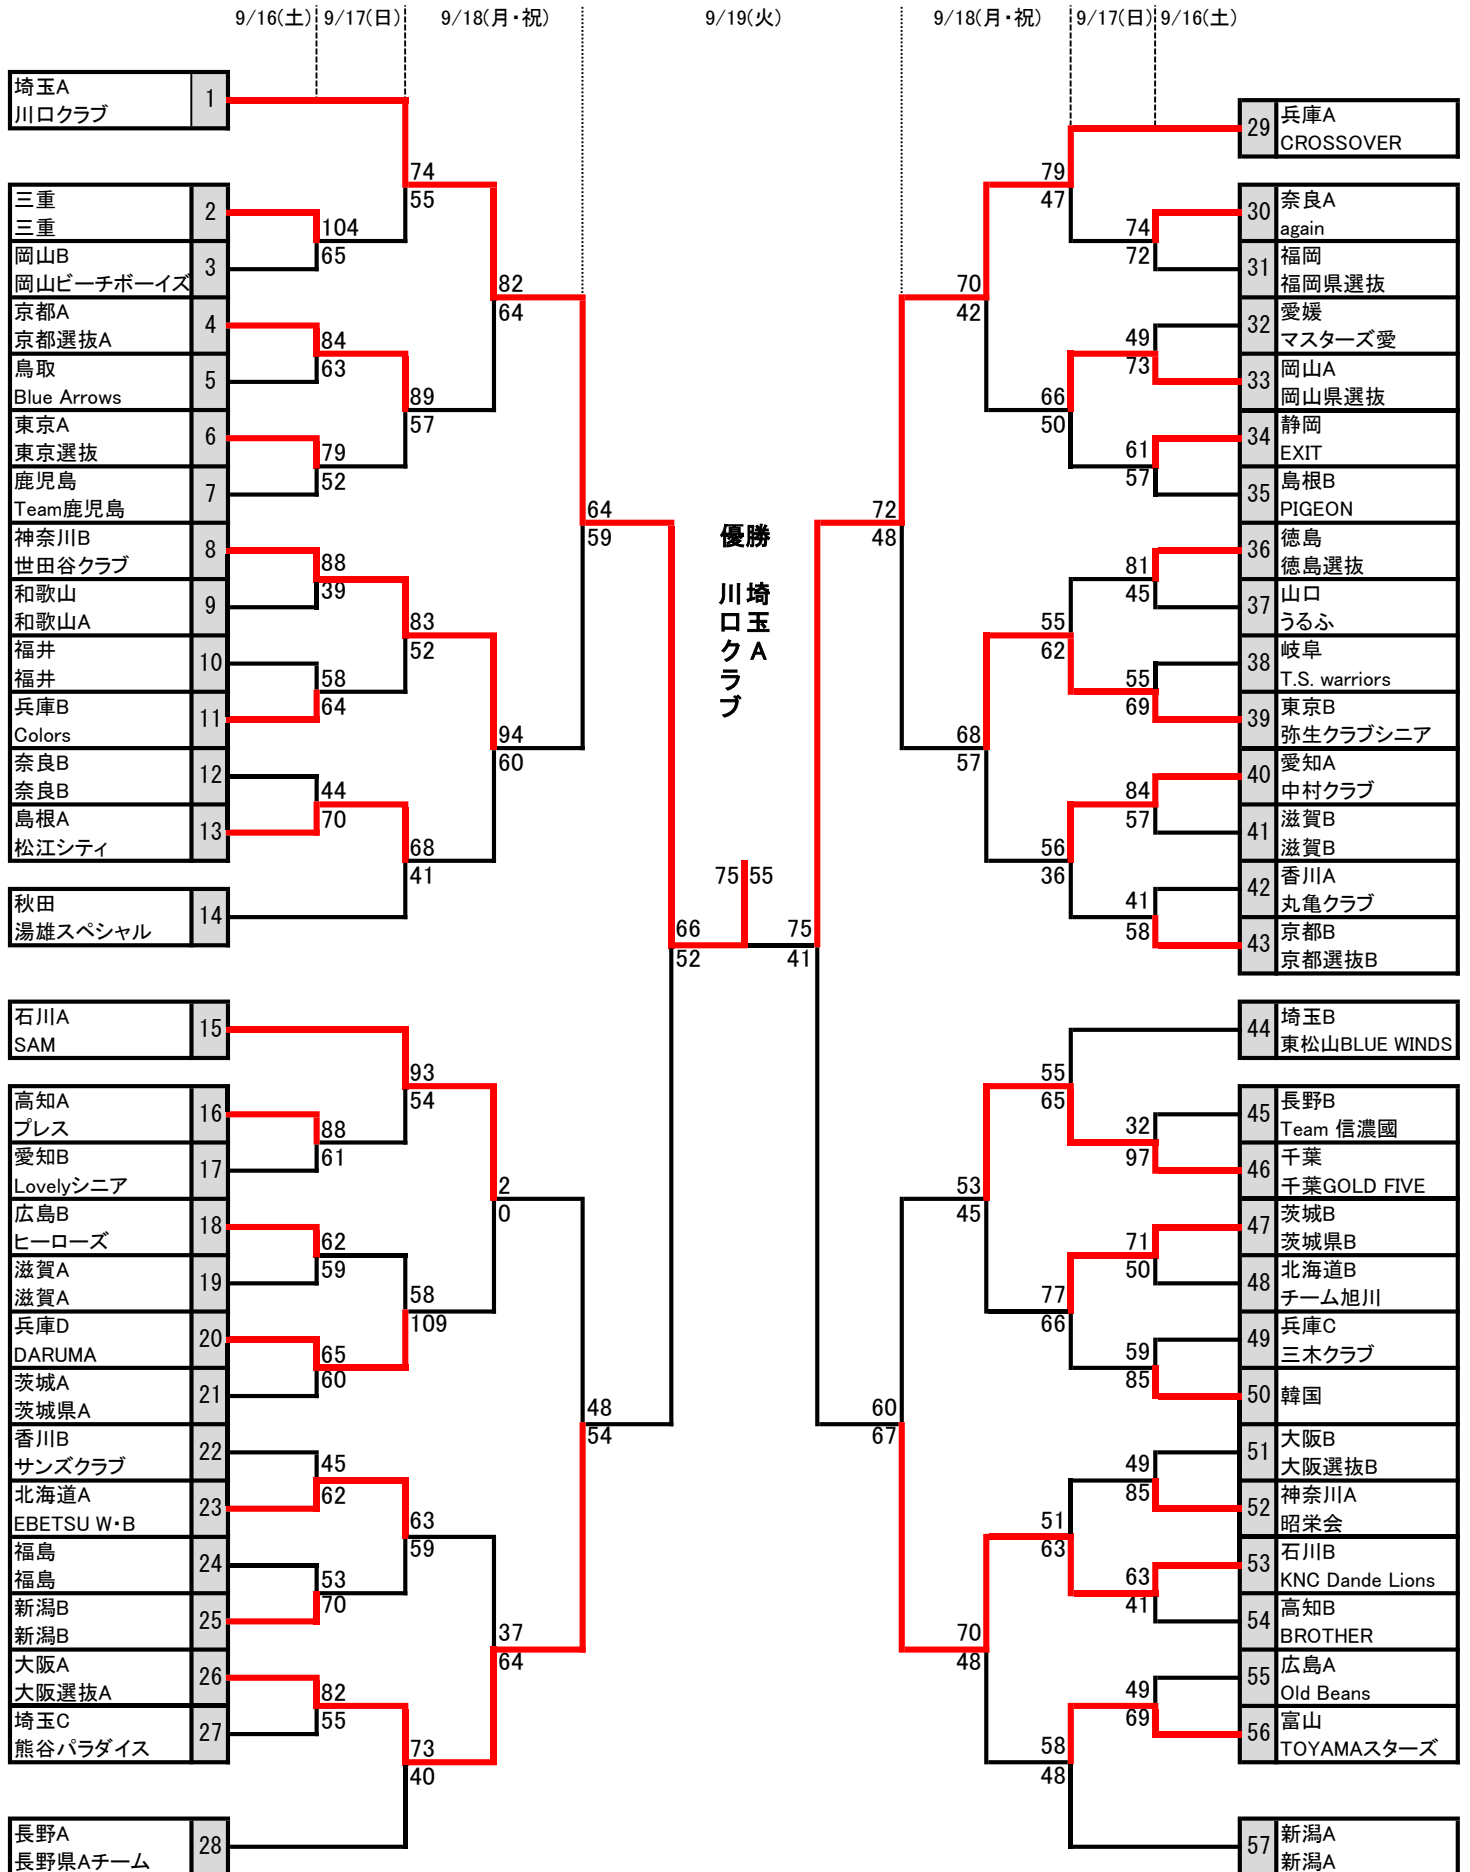 9/16(土)
9/17(日)
9/18(月・祝)
9/19(火)
9/18(月・祝)
9/17(日)
9/16(土)
埼玉A
川口クラブ
1
三重
三重
2
岡山B
岡山ビーチボーイズ
3
京都A
京都選抜A
4
鳥取
Blue Arrows
5
東京A
東京選抜
6
鹿児島
Team鹿児島
7
神奈川B
世田谷クラブ
8
和歌山
和歌山A
9
福井
福井
10
兵庫B
Colors
11
奈良B
奈良B
12
島根A
松江シティ
13
秋田
湯雄スペシャル
14
石川A
SAM
15
高知A
プレス
16
愛知B
Lovelyシニア
17
広島B
ヒーローズ
18
滋賀A
滋賀A
19
兵庫D
DARUMA
20
茨城A
茨城県A
21
香川B
サンズクラブ
22
北海道A
EBETSU W・B
23
福島
福島
24
新潟B
新潟B
25
大阪A
大阪選抜A
26
埼玉C
熊谷パラダイス
27
長野A
長野県Aチーム
28
104
65
84
63
79
52
88
39
58
64
44
70
88
61
62
59
65
60
45
62
53
70
82
55
74
55
89
57
83
52
68
41
93
54
58
109
63
59
73
40
82
64
94
60
2
0
37
64
64
59
48
54
66
52
優勝
埼玉A
川口クラブ
75
55
75
41
72
48
60
67
70
42
68
57
53
45
70
48
79
47
66
50
55
62
56
36
55
65
77
66
51
63
58
48
74
72
49
73
61
57
81
45
55
69
84
57
41
58
32
97
71
50
59
85
49
85
63
41
49
69
29
兵庫A
CROSSOVER
30
奈良A
again
31
福岡
福岡県選抜
32
愛媛
マスターズ愛
33
岡山A
岡山県選抜
34
静岡
EXIT
35
島根B
PIGEON
36
徳島
徳島選抜
37
山口
うるふ
38
岐阜
T.S. warriors
39
東京B
弥生クラブシニア
40
愛知A
中村クラブ
41
滋賀B
滋賀B
42
香川A
丸亀クラブ
43
京都B
京都選抜B
44
埼玉B
東松山BLUE WINDS
45
長野B
Team 信濃國
46
千葉
千葉GOLD FIVE
47
茨城B
茨城県B
48
北海道B
チーム旭川
49
兵庫C
三木クラブ
50
韓国
51
大阪B
大阪選抜B
52
神奈川A
昭栄会
53
石川B
KNC Dande Lions
54
高知B
BROTHER
55
広島A
Old Beans
56
富山
TOYAMAスターズ
57
新潟A
新潟A